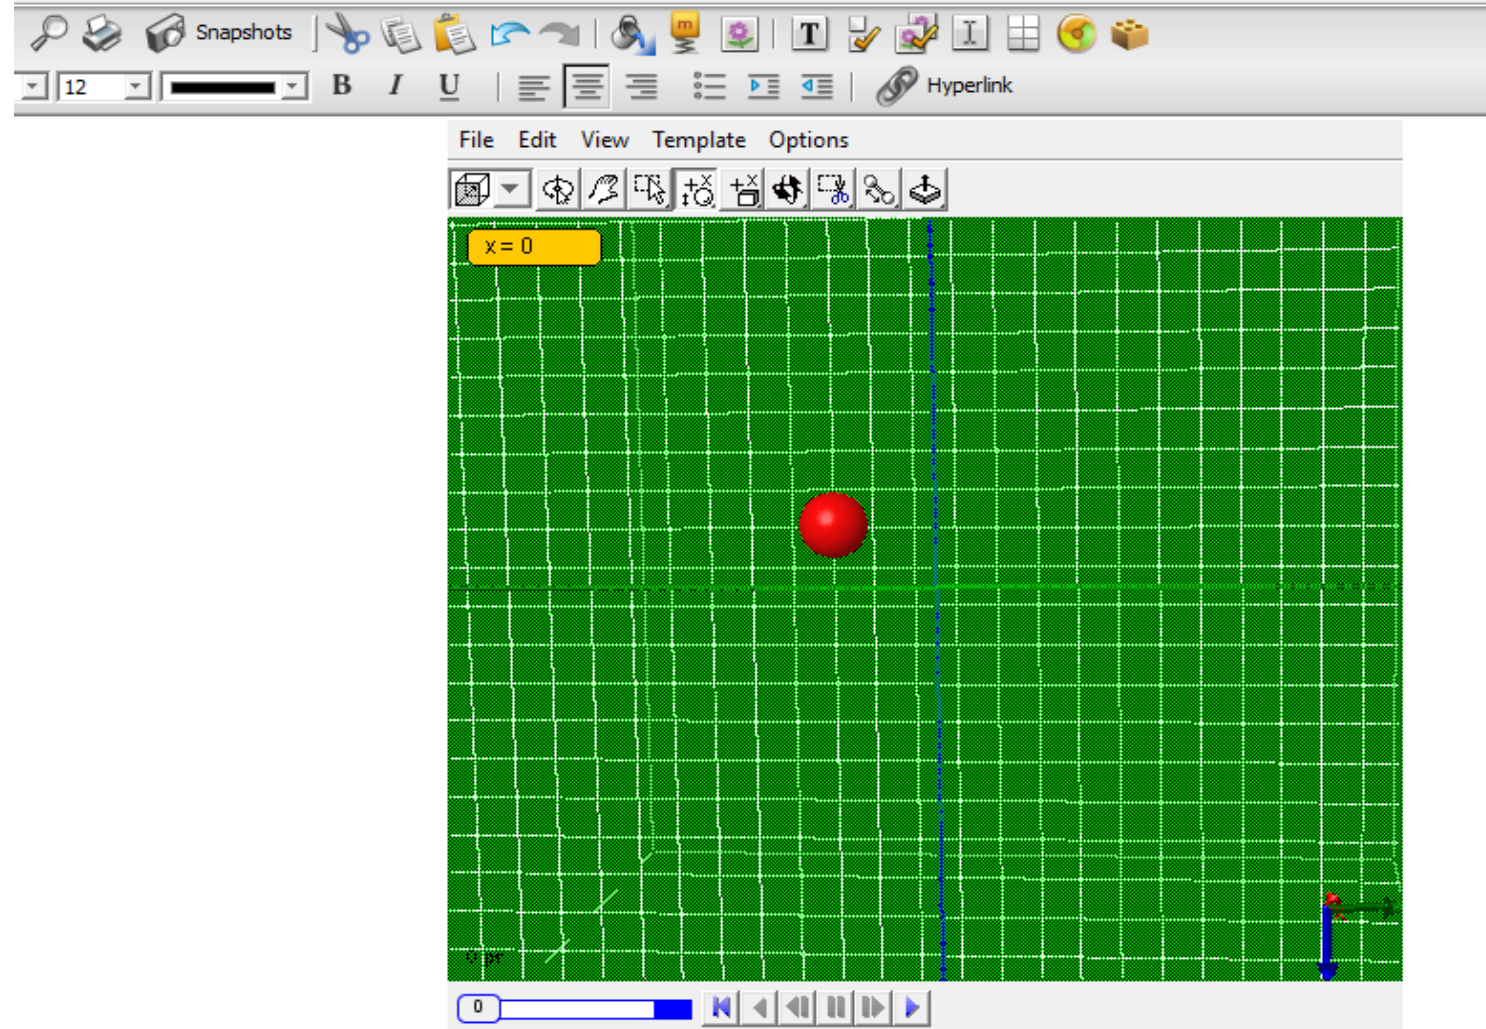 Snapshots
T
12 B I U Hyperlink
File Edit View Template Options
x = 0
0